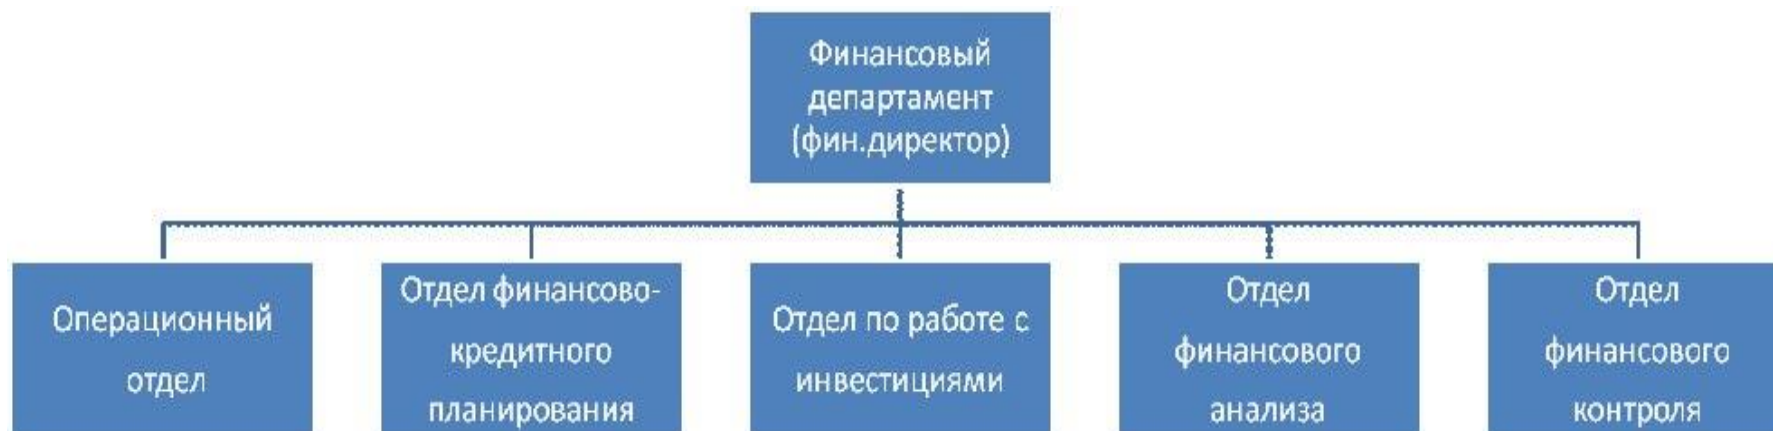 Финансовый
департамент
(фин.директор)
Операционный
отдел
Отдел финансово-
кредитного
планирования
Отдел по работе с
инвестициями
Отдел
финансового
анализа
Отдел
финансового
контроля